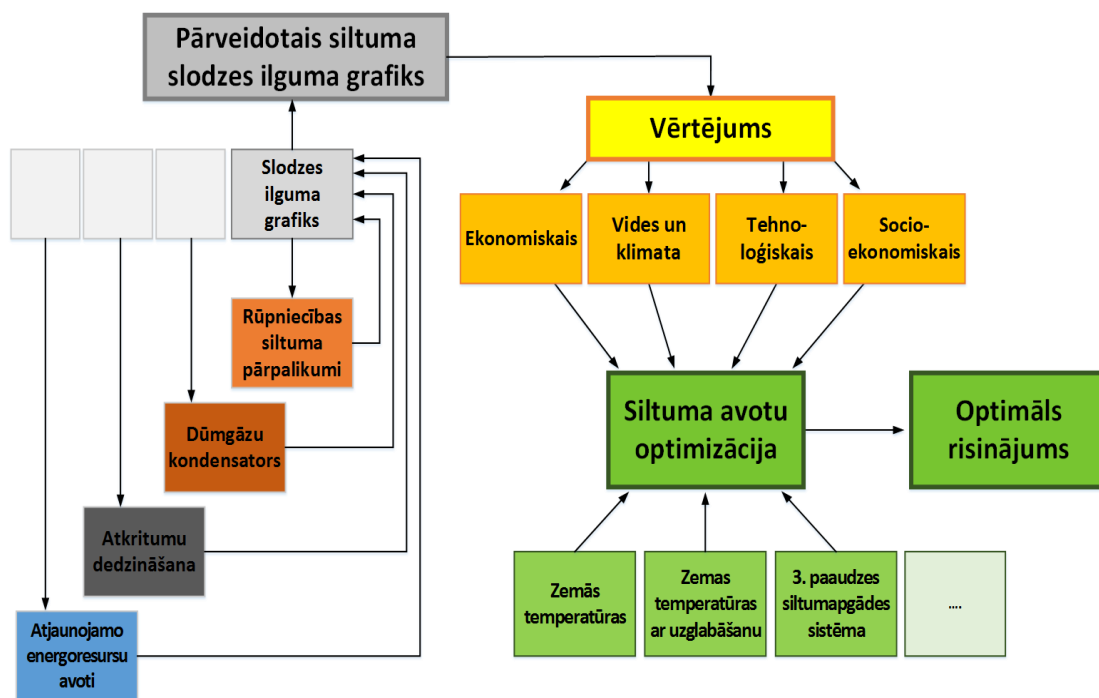 Pārveidotais siltuma
slodzes ilguma grafiks
Vērtējums
Slodzes
ilguma
grafiks
Ekonomiskais
Vides un
klimata
Tehno-
loģiskais
Socio-
ekonomiskais
Rūpniecības
siltuma
pārpalikumi
Dūmgāzu
kondensators
Siltuma avotu
optimizācija
Optimāls
risinājums
Atkritumu
dedzināšana
Zemās
temperatūras
Zemas
temperatūras
ar uzglabāšanu
3. paaudzes
siltumapgādes
sistēma
....
Atjaunojamo
energoresursu
avoti